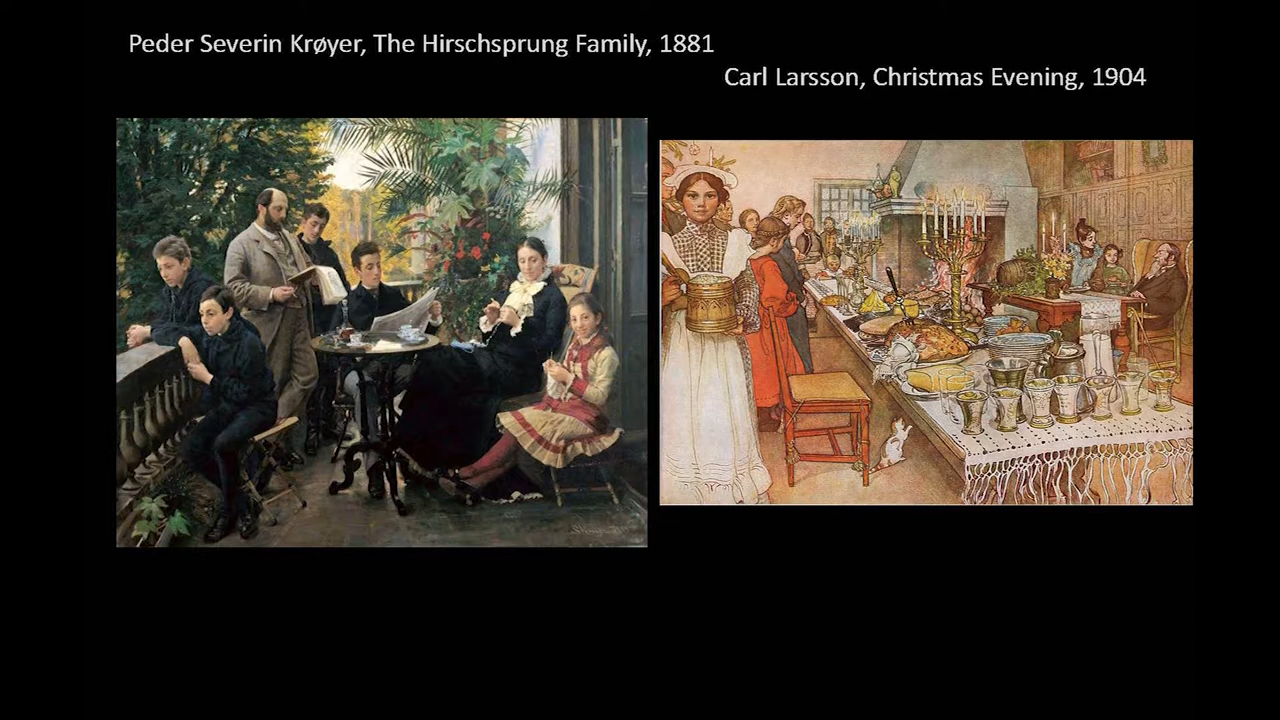 Peder Severin Krøyer, The Hirschsprung Family, 1881
Carl Larsson, Christmas Evening, 1904